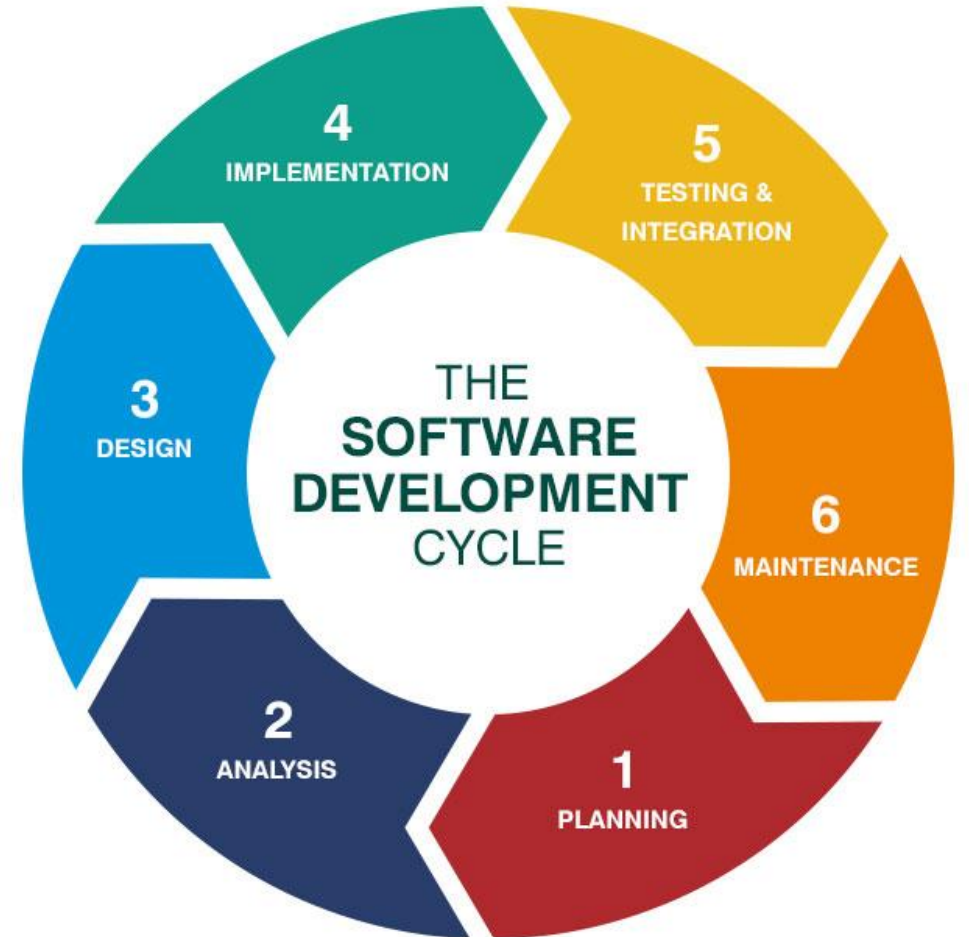 THE
SOFTWARE
DEVELOPMENT
CYCLE
1
PLANNING
2
ANALYSIS
3
DESIGN
4
IMPLEMENTATION
5
TESTING &
INTEGRATION
6
MAINTENANCE